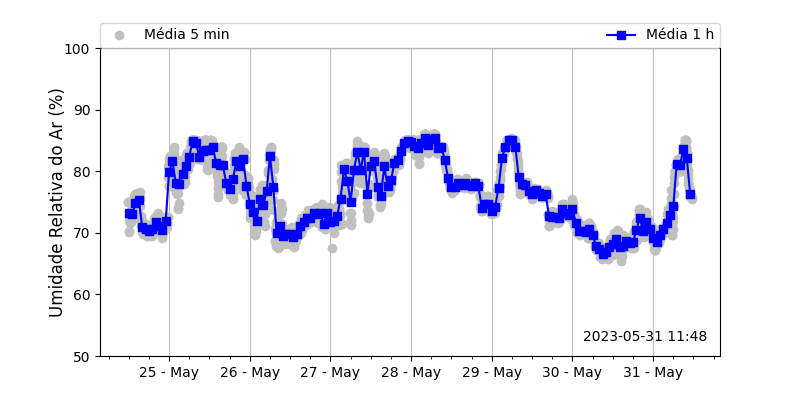 Média 5 min
Média 1 h
Umidade Relativa do Ar (%)
100
90
80
70
60
50
2023-05-31 11:48
25 - May
26 - May
27 - May
28 - May
29 - May
30 - May
31 - May